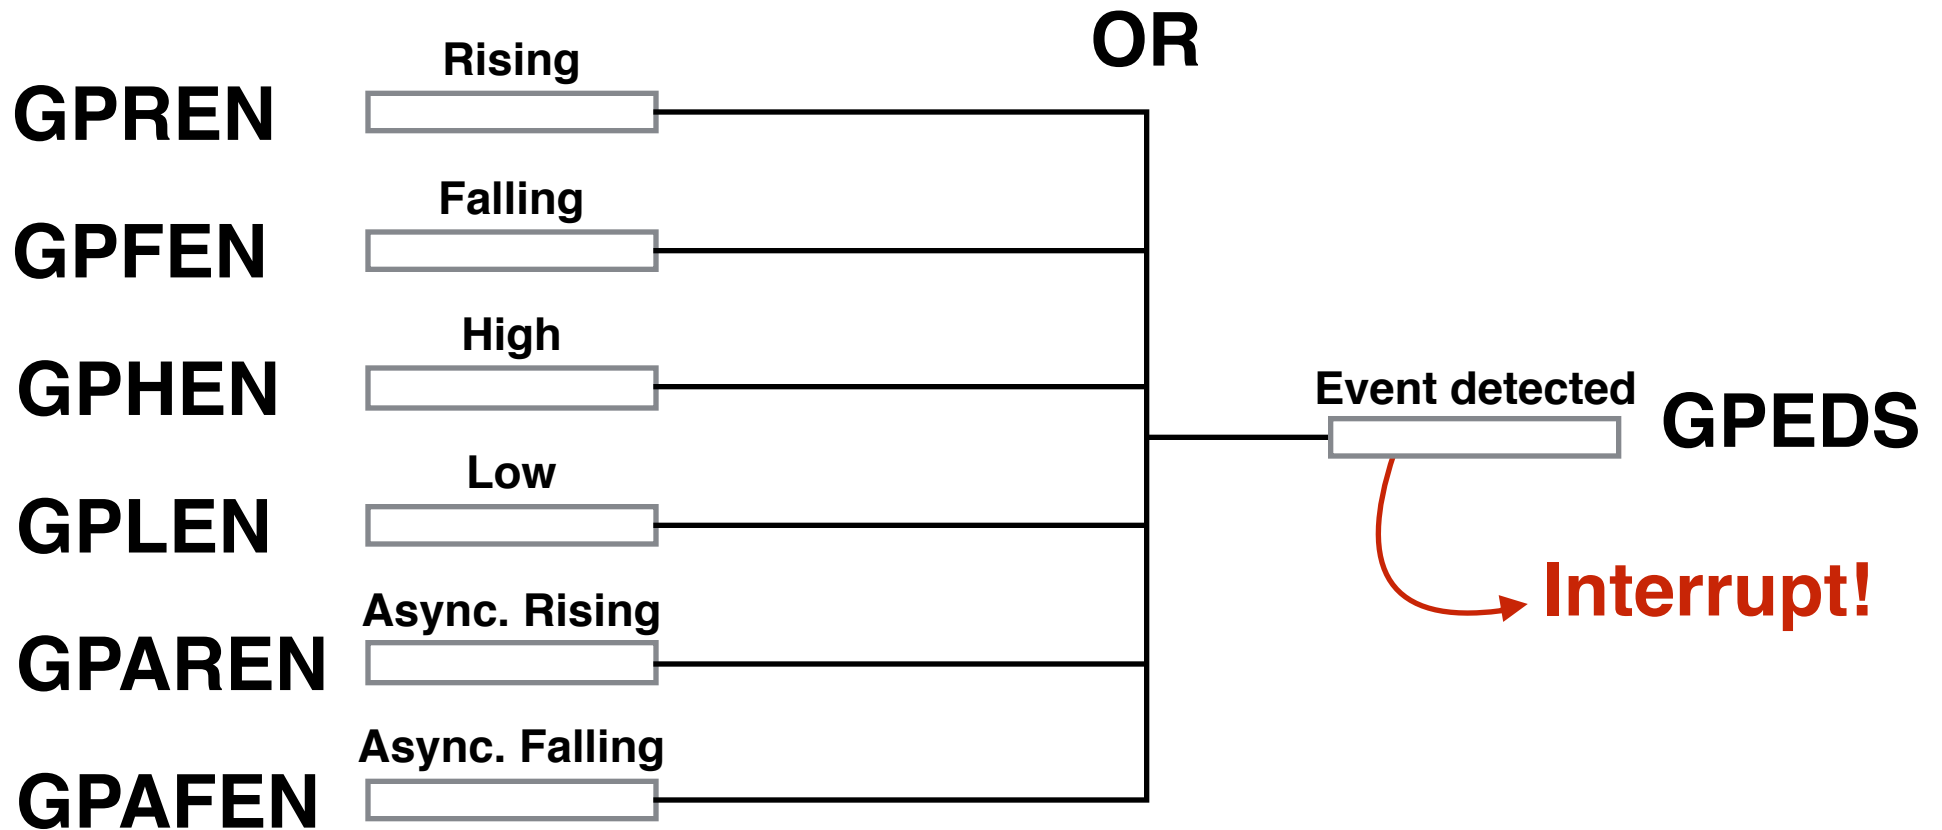 OR
Rising
GPREN
Falling
GPFEN
High
GPHEN
Event detected
GPEDS
Low
GPLEN
Interrupt!
Async. Rising
GPAREN
Async. Falling
GPAFEN